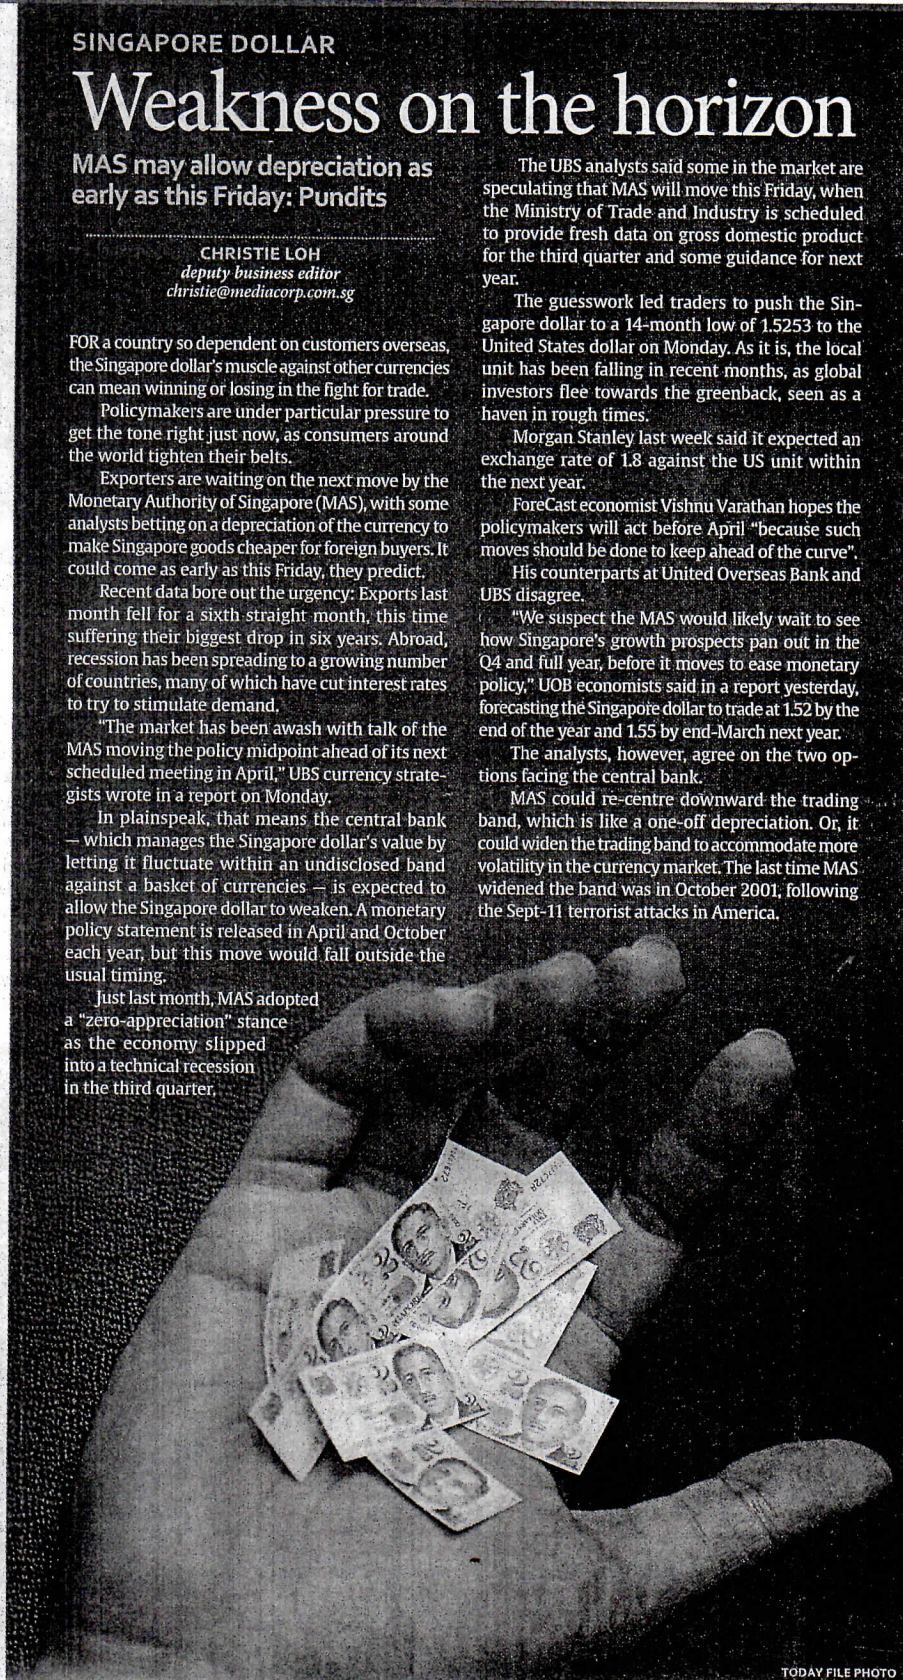 SINGAPORE DOLLAR
Weakness on the horizon
MAS may allow depreciation as
early as this Friday: Pundits
CHRISTIE LOH
deputy business editor
christie@mediacorp.com.sg
FOR a country so dependent on customers overseas,
the Singapore dollar's muscle against other currencies
can mean winning or losing in the fight for trade.
Policymakers are under particular pressure to
get the tone right just now, as consumers around
the world tighten their belts.
Exporters are waiting on the next move by the
Monetary Authority of Singapore (MAS), with some
analysts betting on a depreciation of the currency to
make Singapore goods cheaper for foreign buyers. It
could come as early as this Friday, they predict.
Recent data bore out the urgency: Exports last
month fell for a sixth straight month, this time
suffering their biggest drop in six years. Abroad,
recession has been spreading to a growing number
of countries, many of which have cut interest rates
to try to stimulate demand.
"The market has been awash with talk of the
MAS moving the policy midpoint ahead of its next
scheduled meeting in April," UBS currency strate-
gists wrote in a report on Monday.
In plainspeak, that means the central bank
— which manages the Singapore dollar's value by
letting it fluctuate within an undisclosed band
against a basket of currencies — is expected to
allow the Singapore dollar to weaken. A monetary
policy statement is released in April and October
each year, but this move would fall outside the
usual timing.
Just last month, MAS adopted
a "zero-appreciation" stance
as the economy slipped
into a technical recession
in the third quarter.
The UBS analysts said some in the market are
speculating that MAS will move this Friday, when
the Ministry of Trade and Industry is scheduled
to provide fresh data on gross domestic product
for the third quarter and some guidance for next
year.
The guesswork led traders to push the Sin-
gapore dollar to a 14-month low of 1.5253 to the
United States dollar on Monday. As it is, the local
unit has been falling in recent months, as global
investors flee towards the greenback, seen as a
haven in rough times.
Morgan Stanley last week said it expected an
exchange rate of 1.8 against the US unit within
the next year.
ForeCast economist Vishnu Varathan hopes the
policymakers will act before April "because such
moves should be done to keep ahead of the curve".
His counterparts at United Overseas Bank and
UBS disagree.
"We suspect the MAS would likely wait to see
how Singapore's growth prospects pan out in the
Q4 and full year, before it moves to ease monetary
policy," UOB economists said in a report yesterday,
forecasting the Singapore dollar to trade at 1.52 by the
end of the year and 1.55 by end-March next year.
The analysts, however, agree on the two op-
tions facing the central bank.
MAS could re-centre downward the trading
band, which is like a one-off depreciation. Or, it
could widen the trading band to accommodate more
volatility in the currency market. The last time MAS
widened the band was in October 2001, following
the Sept-11 terrorist attacks in America.
TODAY FILE PHOTO